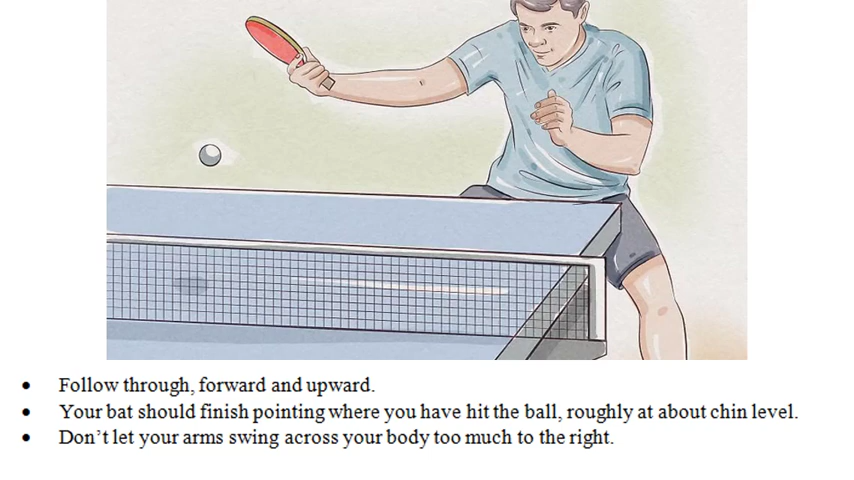 • Follow through, forward and upward.
• Your bat should finish pointing where you have hit the ball, roughly at about chin level.
• Don’t let your arms swing across your body too much to the right.